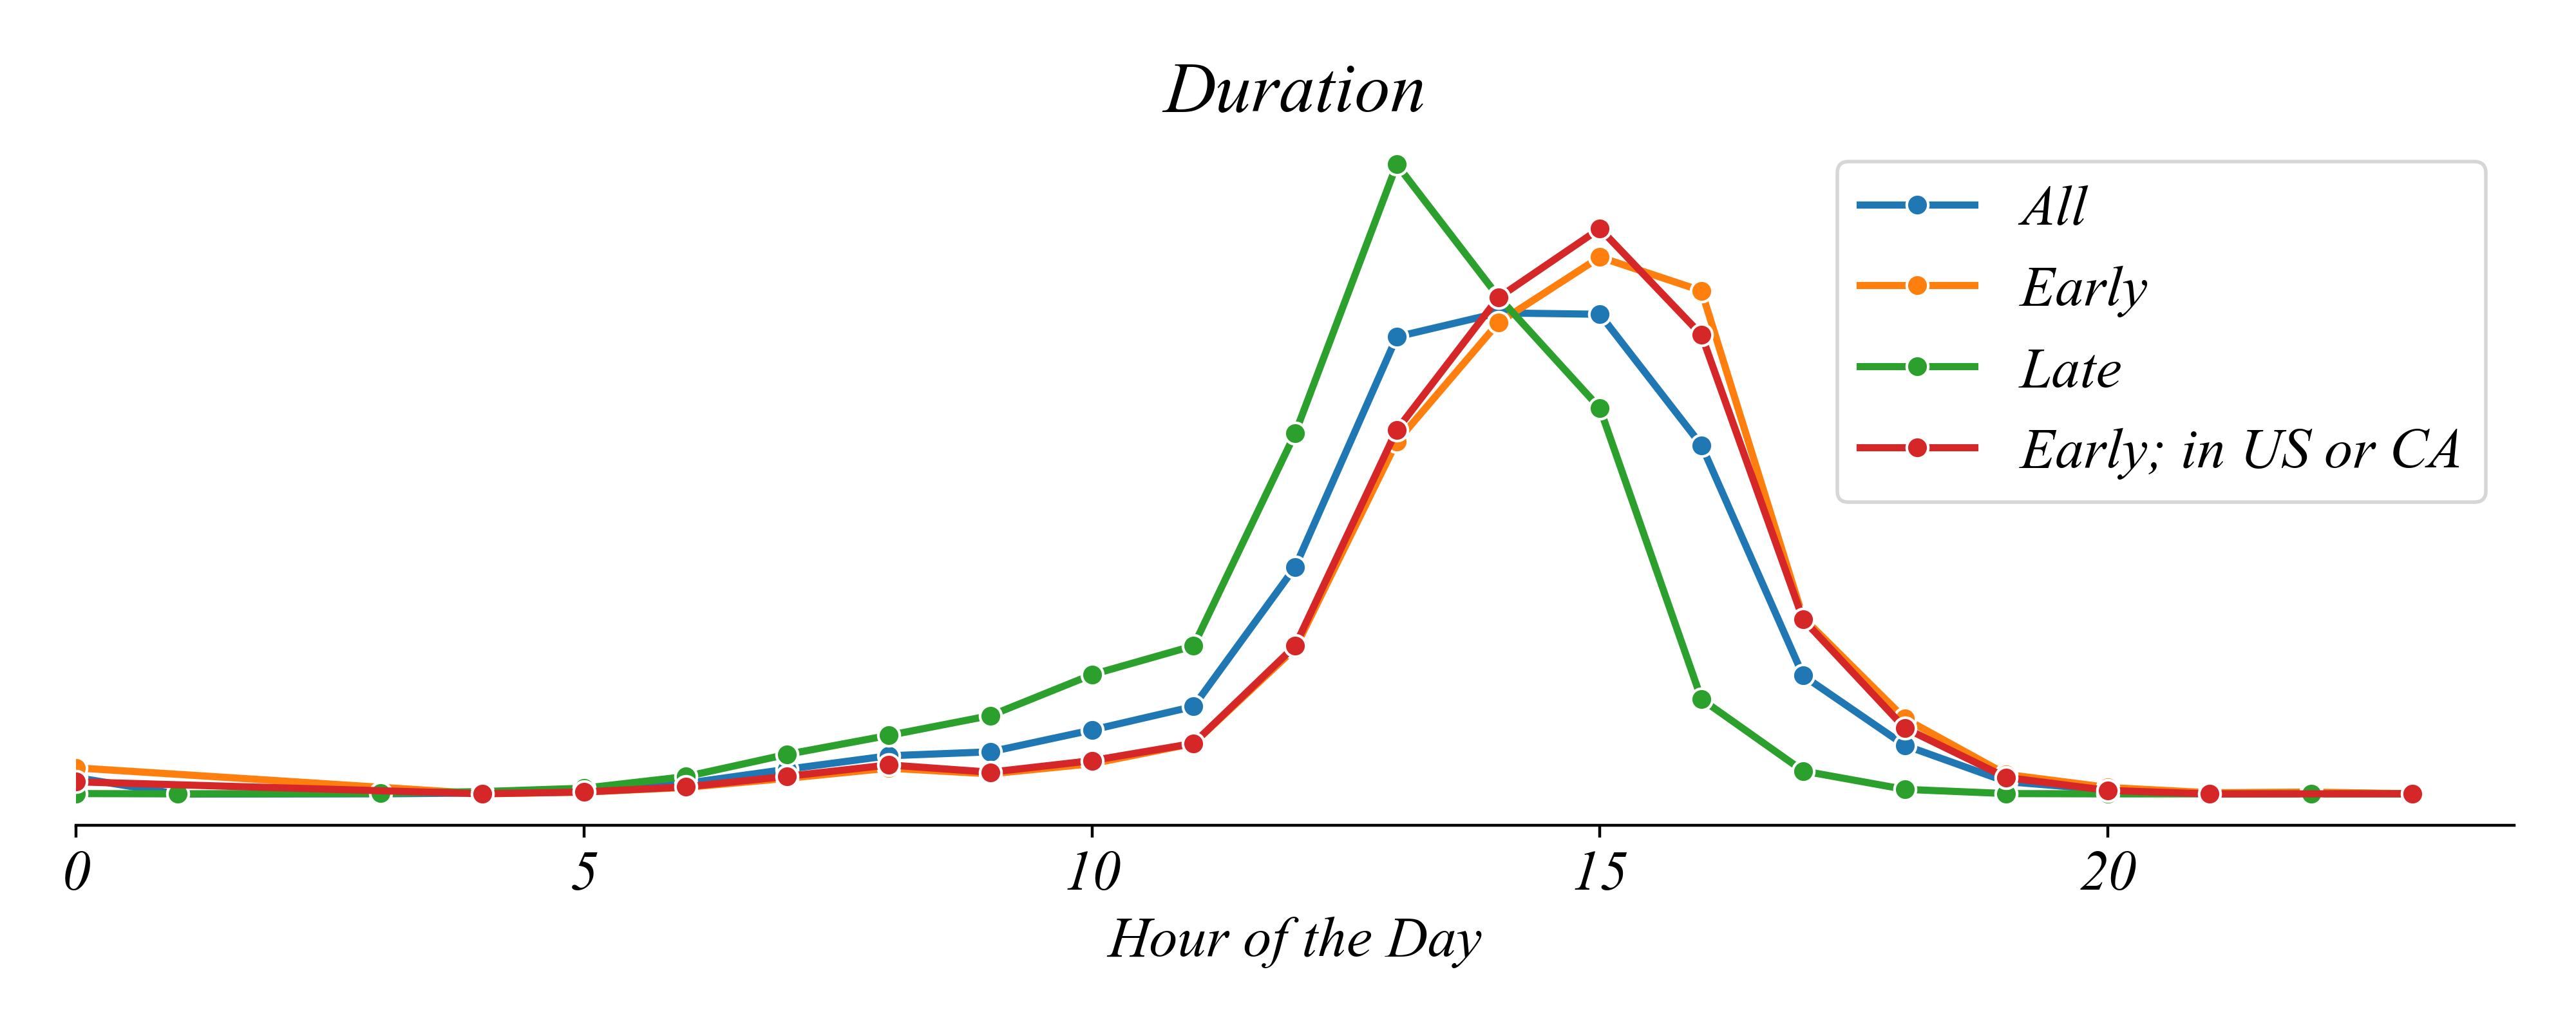 Duration
All
Early
Late
Early; in US or CA
0 5 10 15 20
Hour of the Day